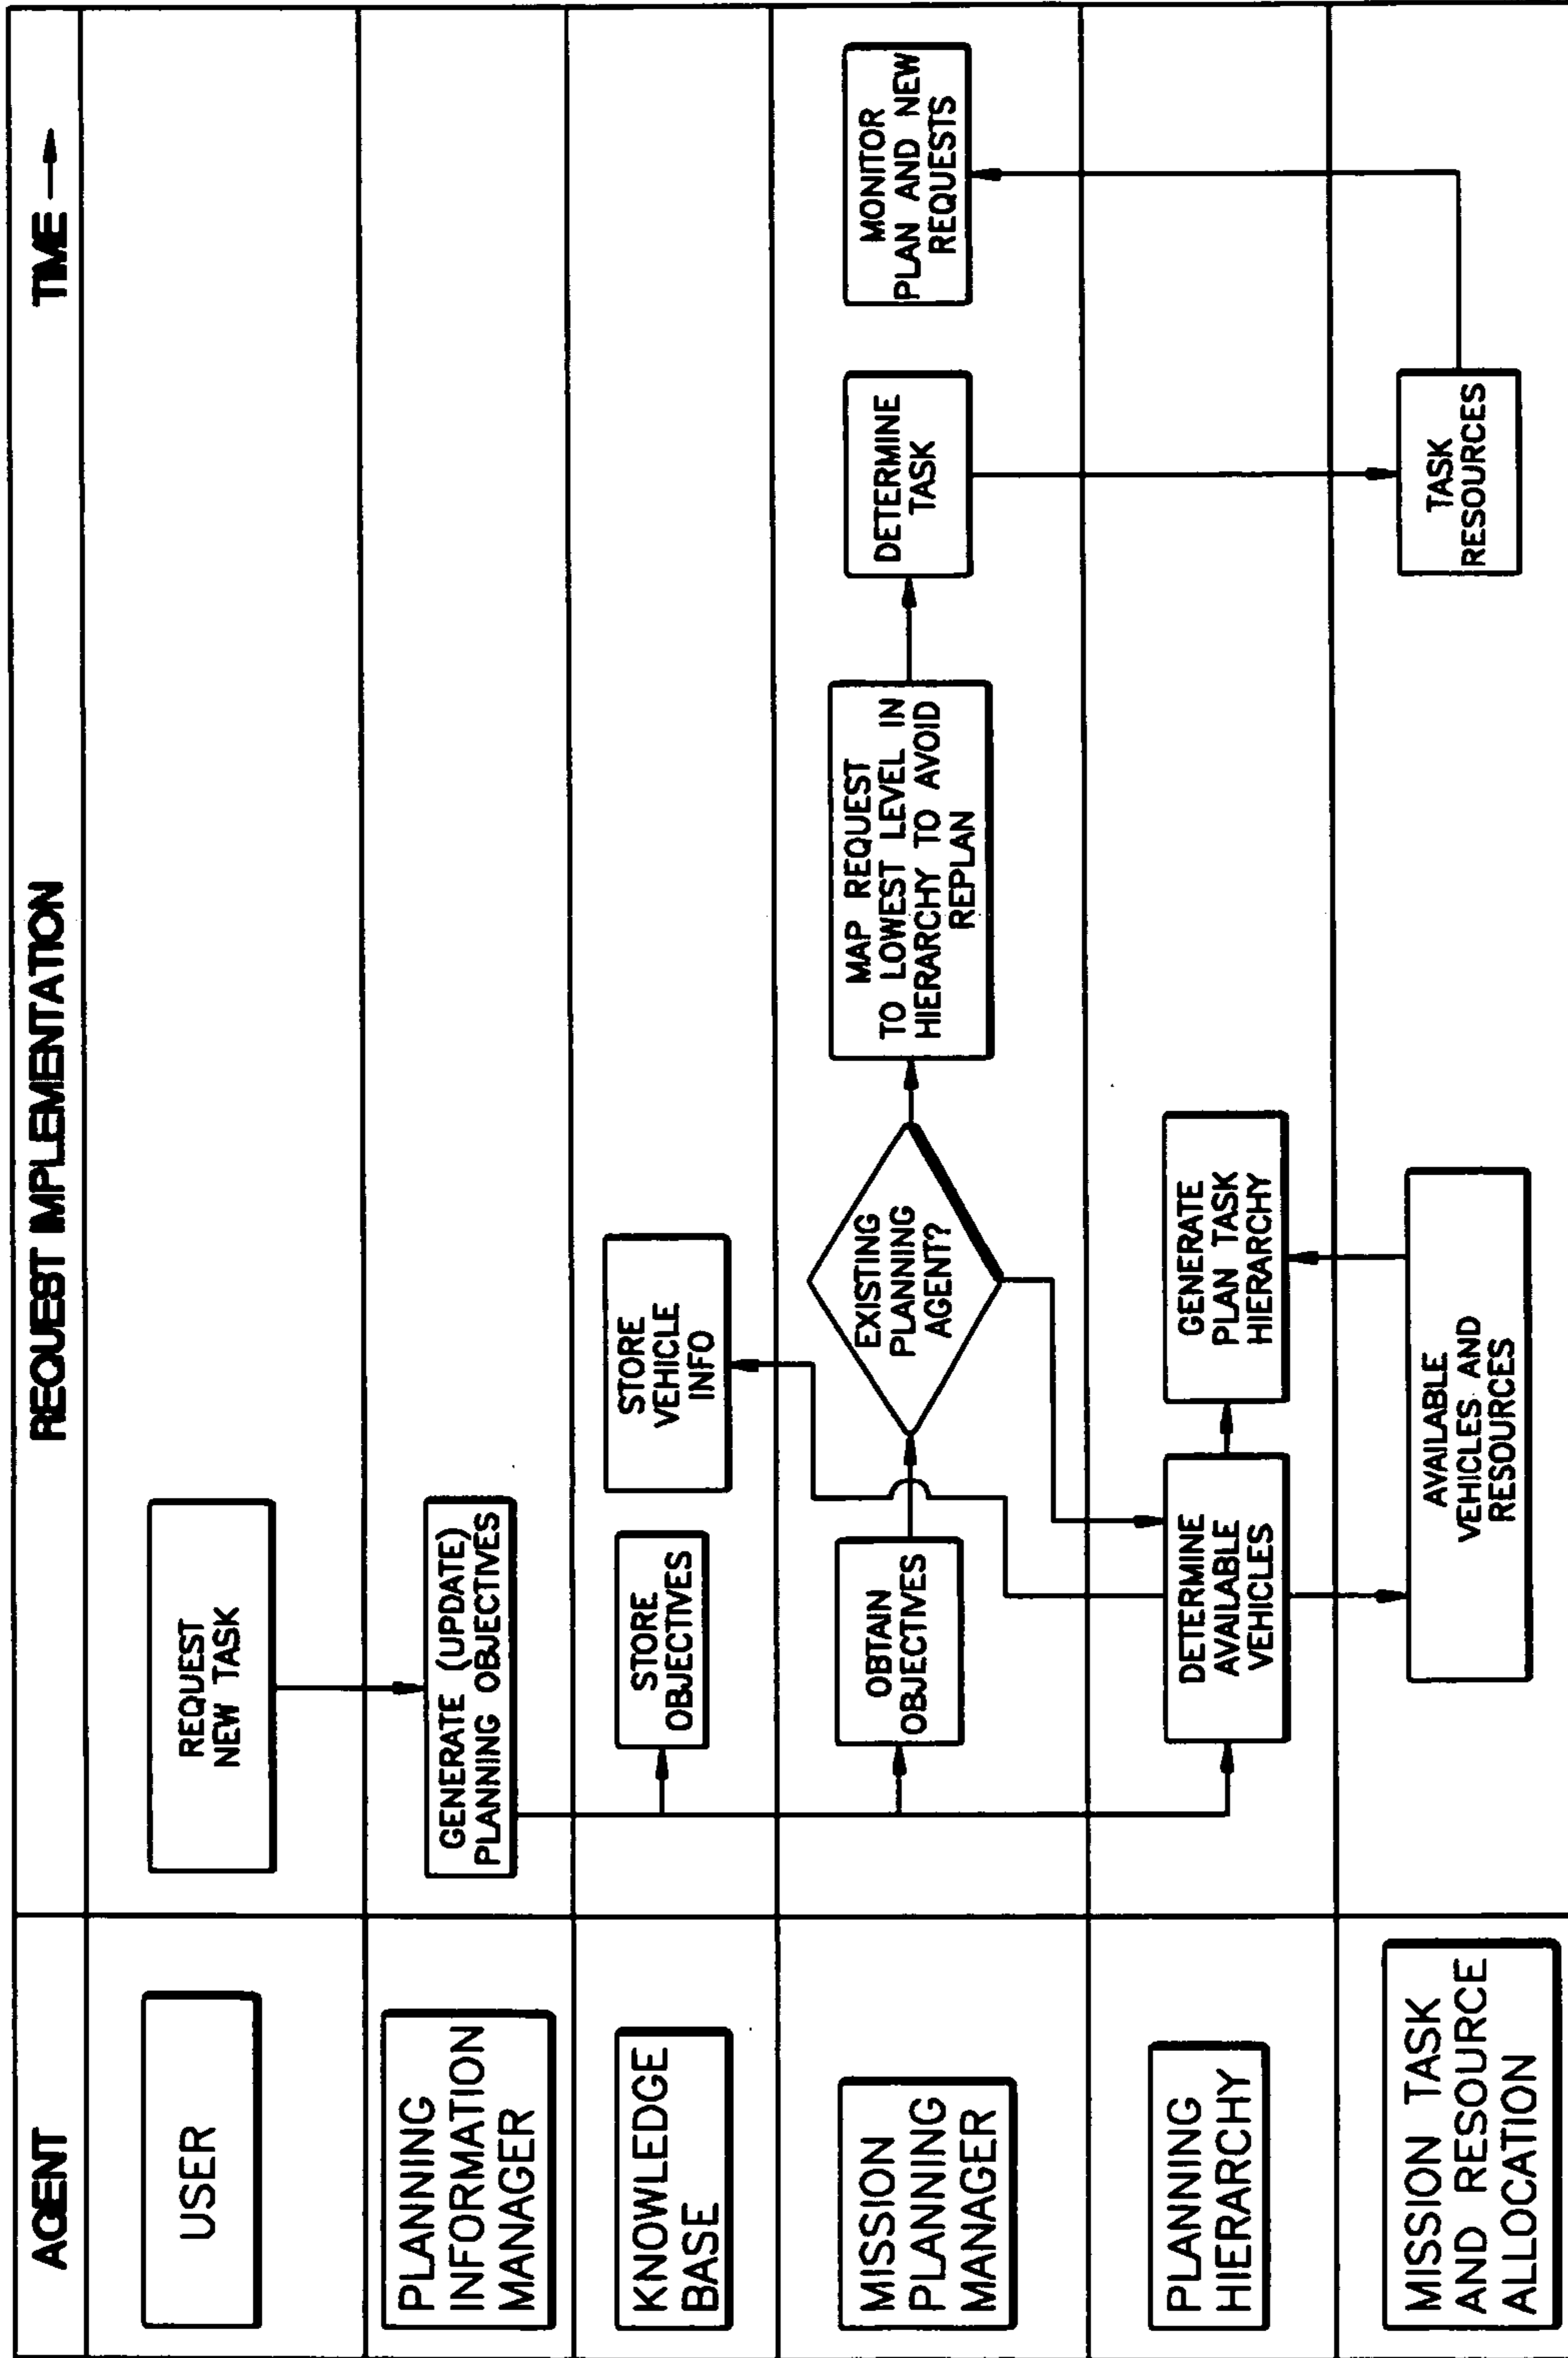 AGENT
REQUEST IMPLEMENTATION
TIME
USER
REQUEST
NEW TASK
PLANNING
INFORMATION
MANAGER
GENERATE (UPDATE)
PLANNING OBJECTIVES
KNOWLEDGE
BASE
STORE
OBJECTIVES
STORE
VEHICLE
INFO
MISSION
PLANNING
MANAGER
OBTAIN
OBJECTIVES
EXISTING
PLANNING
AGENT?
MAP REQUEST
TO LOWEST LEVEL IN
HIERARCHY TO AVOID
REPLAN
DETERMINE
TASK
MONITOR
PLAN AND NEW
REQUESTS
PLANNING
HIERARCHY
DETERMINE
AVAILABLE
VEHICLES
GENERATE
PLAN TASK
HIERARCHY
MISSION TASK
AND RESOURCE
ALLOCATION
AVAILABLE
VEHICLES AND
RESOURCES
TASK
RESOURCES